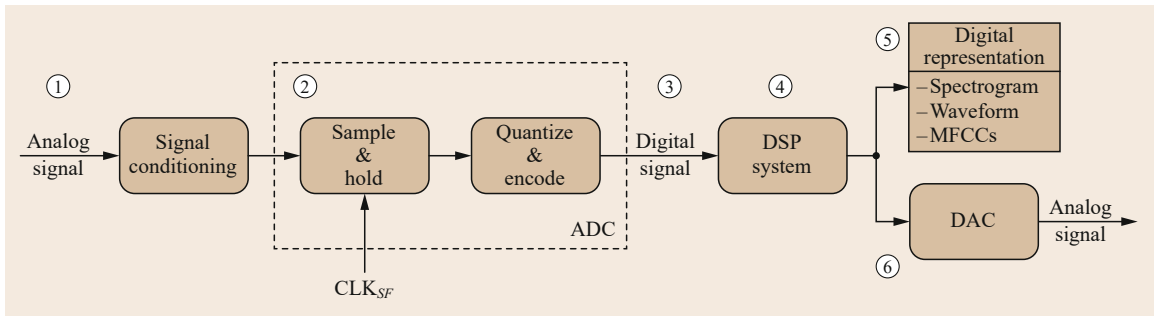 ①
Analog
signal
Signal
conditioning
②
Sample
&
hold
Quantize
&
encode
ADC
CLK_SF
③
Digital
signal
④
DSP
system
⑤
Digital
representation
–Spectrogram
–Waveform
–MFCCs
DAC
Analog
signal
⑥